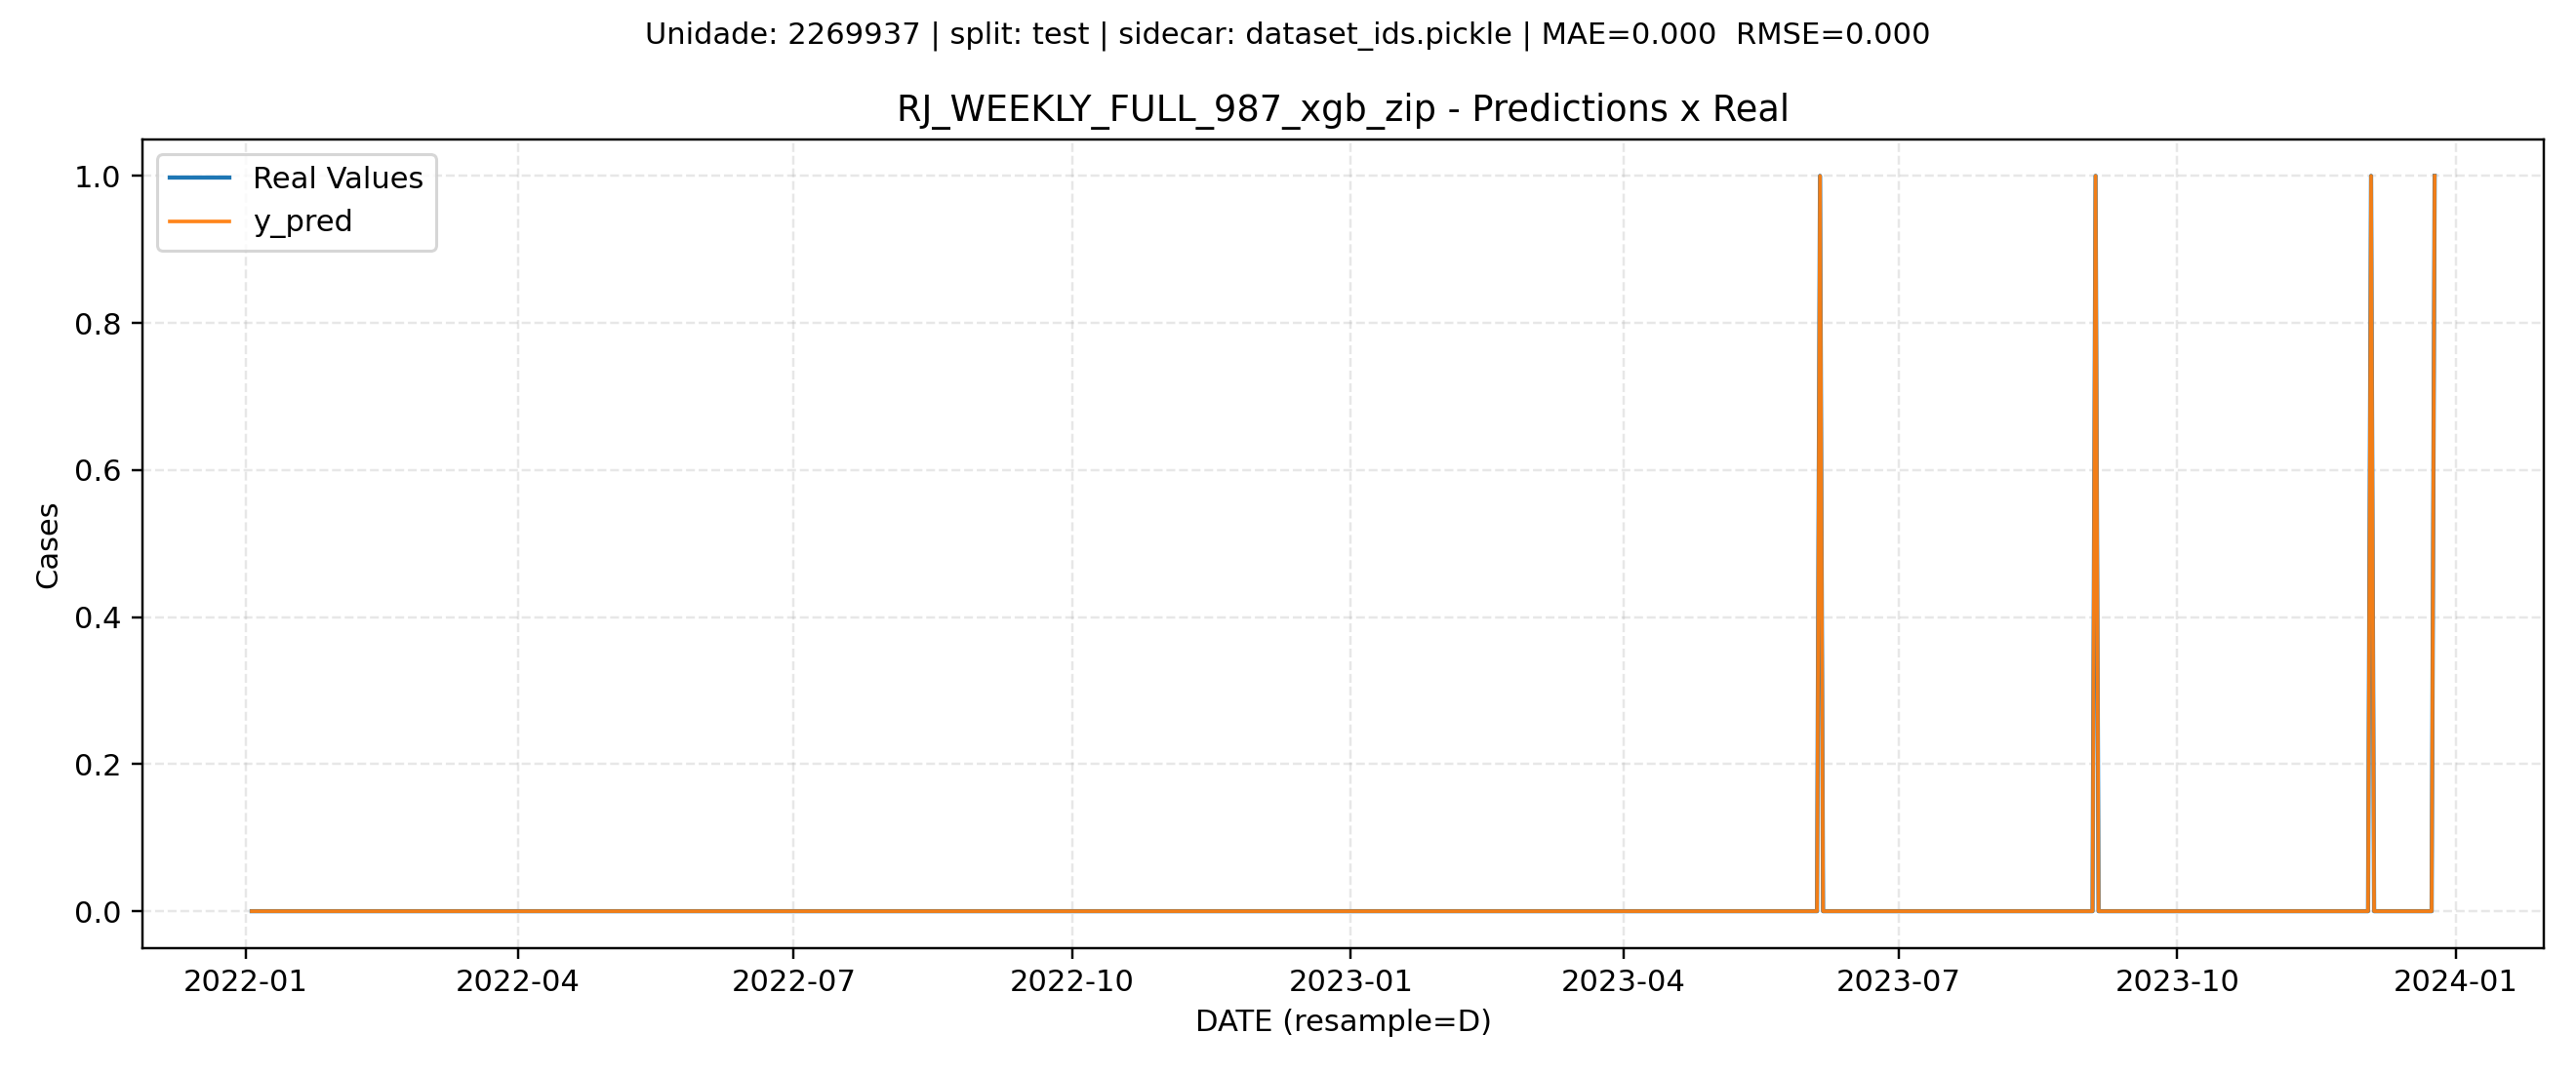 Unidade: 2269937 | split: test | sidecar: dataset_ids.pickle | MAE=0.000  RMSE=0.000
RJ_WEEKLY_FULL_987_xgb_zip - Predictions x Real
Real Values
y_pred
1.0
0.8
0.6
0.4
0.2
0.0
Cases
2022-01 2022-04 2022-07 2022-10 2023-01 2023-04 2023-07 2023-10 2024-01
DATE (resample=D)